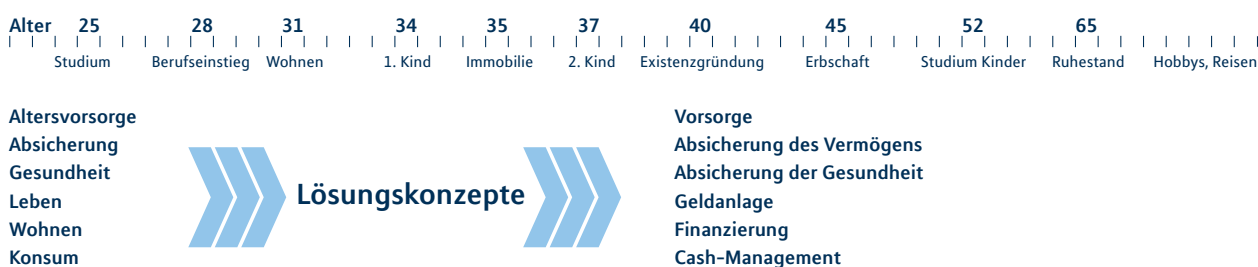 Alter 25 28 31 34 35 37 40 45 52 65
Studium Berufseinstieg Wohnen 1. Kind Immobilie 2. Kind Existenzgründung Erbschaft Studium Kinder Ruhestand Hobbys, Reisen
Altersvorsorge
Absicherung
Gesundheit
Leben
Wohnen
Konsum
Lösungskonzepte
Vorsorge
Absicherung des Vermögens
Absicherung der Gesundheit
Geldanlage
Finanzierung
Cash-Management